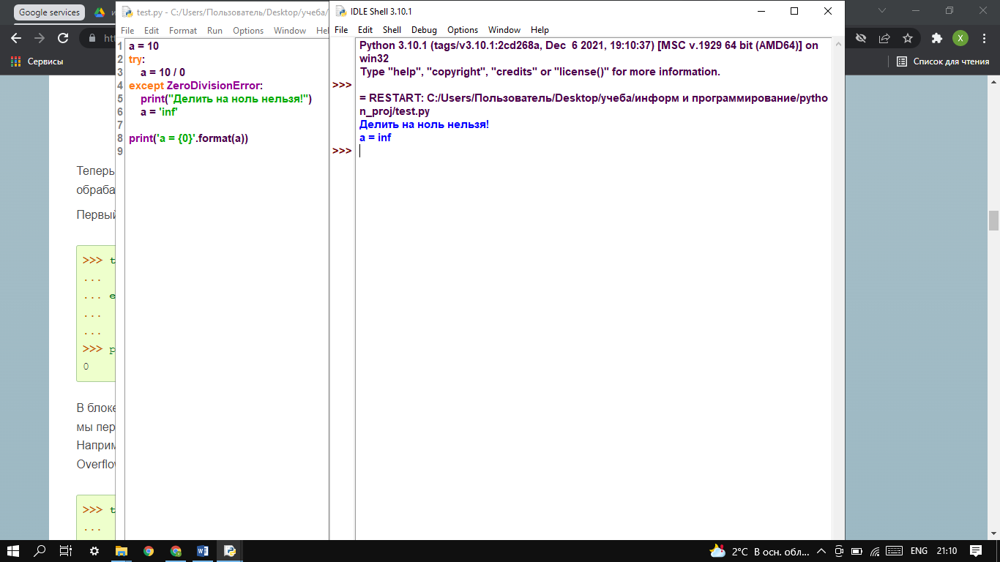 Google services
test.py - C:/Users/Пользователь/Desktop/учеба/
IDLE Shell 3.10.1
File Edit Format Run Options Window
File Edit Shell Debug Options Window Help
X
Сервисы
Список для чтения
1 a = 10
2 try:
3 a = 10 / 0
4 except ZeroDivisionError:
5 print("Делить на ноль нельзя!")
6 a = 'inf'
7
8 print('a = {0}'.format(a))
9
Python 3.10.1 (tags/v3.10.1:2cd268a, Dec  6 2021, 19:10:37) [MSC v.1929 64 bit (AMD64)] on
win32
Type "help", "copyright", "credits" or "license()" for more information.
>>>
= RESTART: C:/Users/Пользователь/Desktop/учеба/информ и программирование/pytho
n_proj/test.py
Делить на ноль нельзя!
a = inf
>>>
Теперь
обраба
Первый
>>> t
...
... e
...
...
>>> p
0
В блоке
мы пер
Наприм
Overflow
>>> t
...
2°C В осн. обл... ENG 21:10